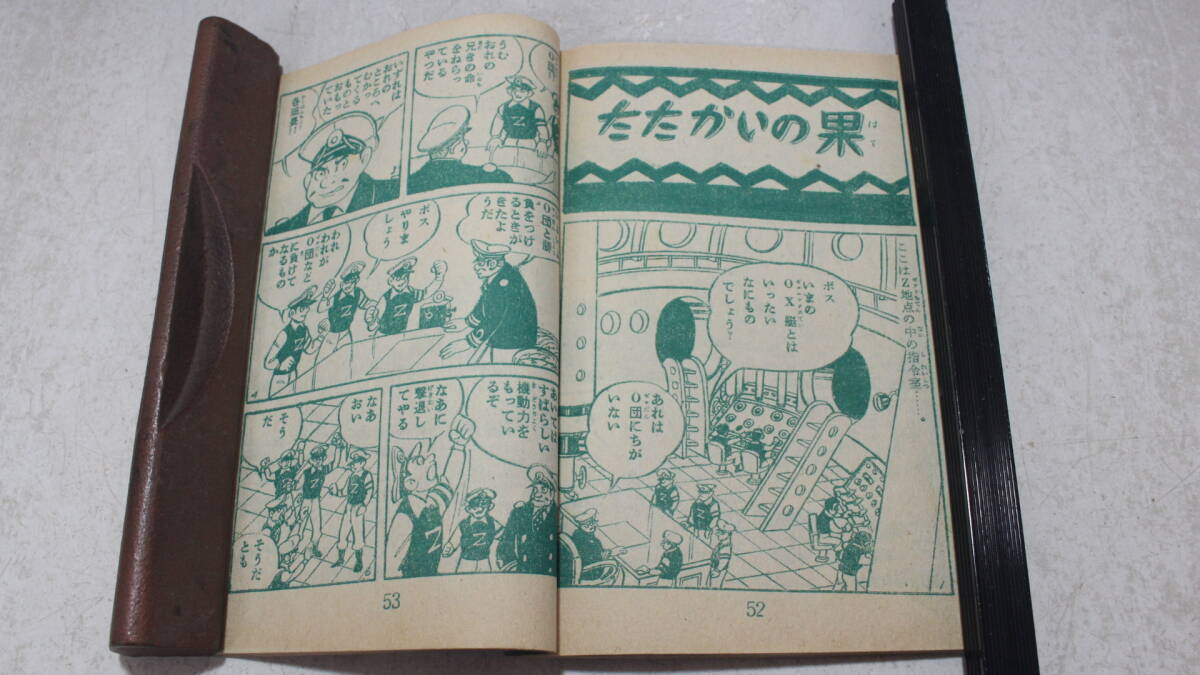 たたかいの果
はて
ここはZ地点の中の指令室……。
ボス
いまの
OX艇とは
いったい
なにもの
でしょう?
あれは
O団にちが
いない
うむ
おれの
兄きの命
をねらっ
ている
やつだ
いずれは
おれの
ところへ
むかっ
てくる
ものと
おもっ
ていた
O団と勝
負をつけ
るときが
きたよ
うだ
ボス
やりま
しょう
われ
われが
O団など
に負けて
なるもの
か
あいては
すばらしい
機動力を
もってい
るぞ
なあに
撃退し
てやる
なあ
おい
そう
だ
そうだ
とも
53
52